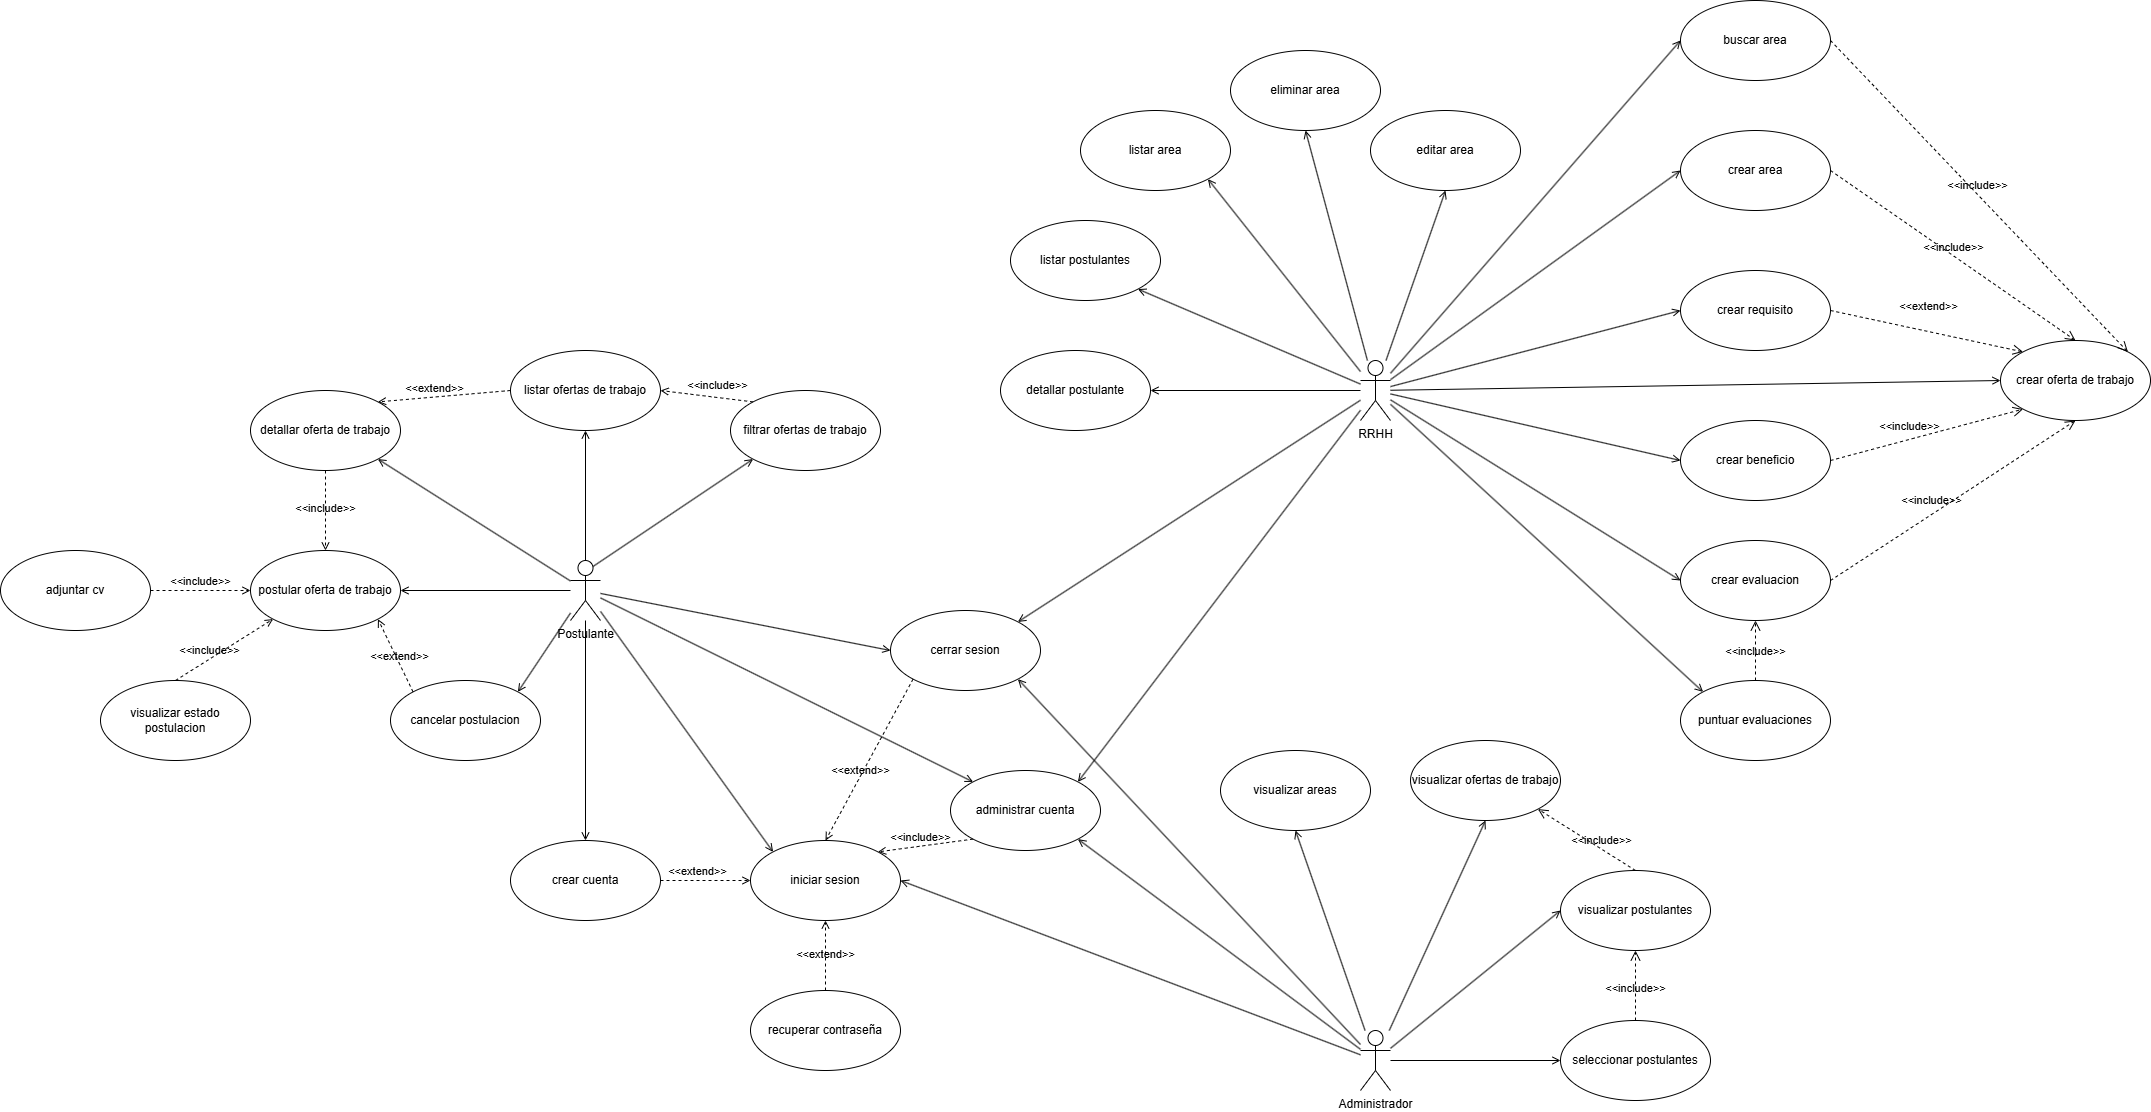 buscar area
eliminar area
listar area
editar area
crear area
<<include>>
<<include>>
listar postulantes
crear requisito
<<extend>>
detallar postulante
RRHH
crear oferta de trabajo
listar ofertas de trabajo
<<extend>>
<<include>>
detallar oferta de trabajo
filtrar ofertas de trabajo
crear beneficio
<<include>>
<<include>>
<<include>>
adjuntar cv
<<include>>
postular oferta de trabajo
crear evaluacion
Postulante
cerrar sesion
<<include>>
<<extend>>
<<include>>
visualizar estado
postulacion
cancelar postulacion
puntuar evaluaciones
<<extend>>
visualizar areas
visualizar ofertas de trabajo
administrar cuenta
<<include>>
<<include>>
crear cuenta
<<extend>>
iniciar sesion
visualizar postulantes
<<extend>>
<<include>>
recuperar contraseña
seleccionar postulantes
Administrador